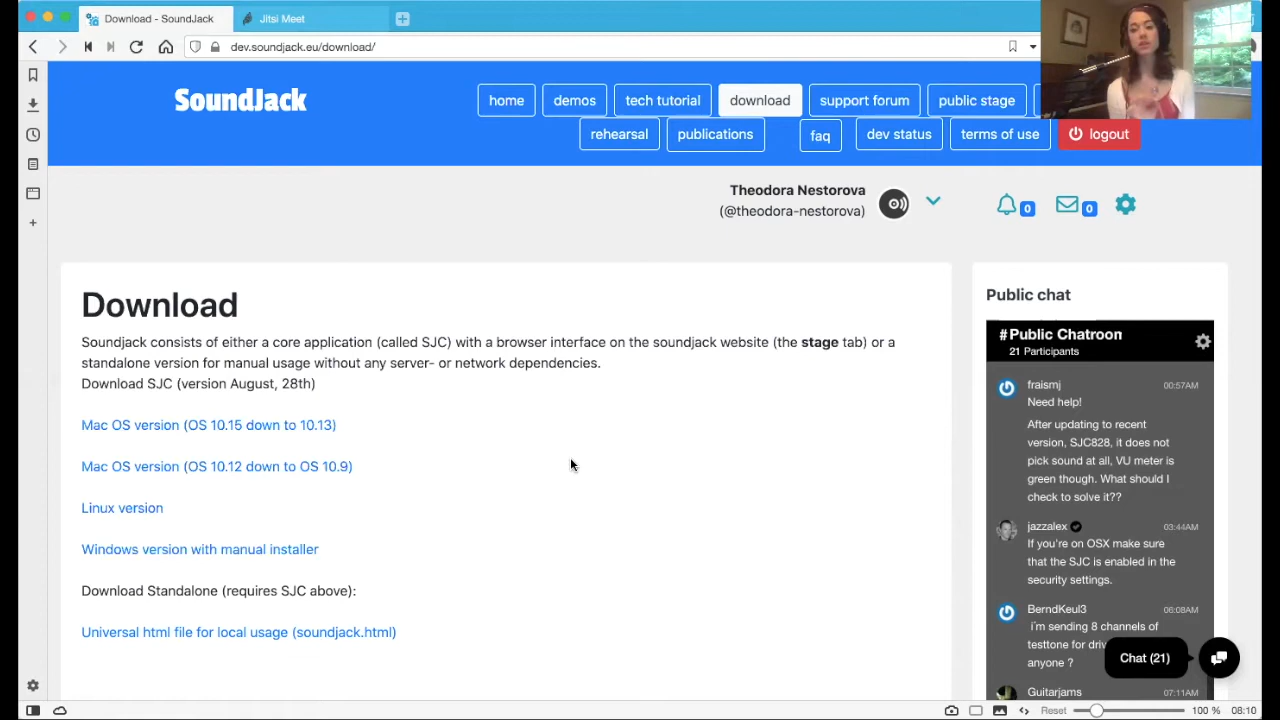 Download - SoundJack
Jitsi Meet
dev.soundjack.eu/download/
SoundJack
home
demos
tech tutorial
download
support forum
public stage
rehearsal
publications
faq
dev status
terms of use
logout
Theodora Nestorova
(@theodora-nestorova)
0
0
Download
Soundjack consists of either a core application (called SJC) with a browser interface on the soundjack website (the stage tab) or a
standalone version for manual usage without any server- or network dependencies.
Download SJC (version August, 28th)
Mac OS version (OS 10.15 down to 10.13)
Mac OS version (OS 10.12 down to OS 10.9)
Linux version
Windows version with manual installer
Download Standalone (requires SJC above):
Universal html file for local usage (soundjack.html)
Public chat
#Public Chatroon
21 Participants
fraismj 00:57AM
Need help!
After updating to recent
version, SJC828, it does not
pick sound at all, VU meter is
green though. What should I
check to solve it??
jazzalex 03:44AM
If you're on OSX make sure
that the SJC is enabled in the
security settings.
BerndKeul3 06:08AM
i'm sending 8 channels of
testtone for
anyone ?
Chat (21)
Guitarjams 07:11AM
Reset 100 % 08:10